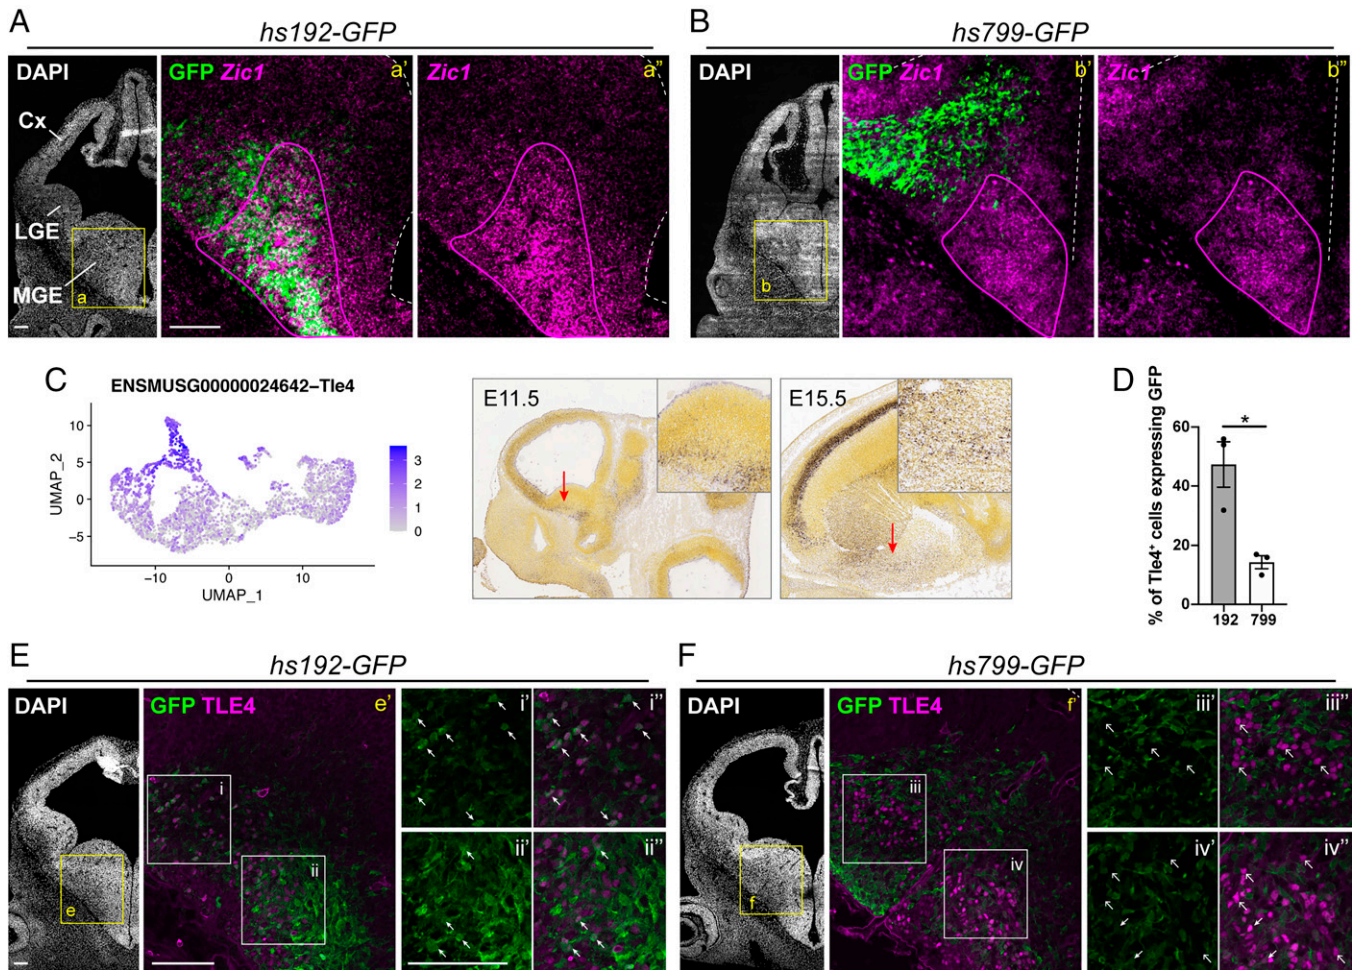 A
hs192-GFP
DAPI
Cx
LGE
MGE
a
GFP Zic1
a'
Zic1
a"
B
hs799-GFP
DAPI
b
GFP Zic1
b'
Zic1
b"
C
ENSMUSG00000024642–Tle4
UMAP_2
10
5
0
−5
−10
0
10
UMAP_1
3
2
1
0
E11.5
E15.5
D
% of Tle4+ cells expressing GFP
60
40
20
0
*
192
799
E
hs192-GFP
DAPI
e
GFP TLE4
e'
i
ii
i'
i''
ii'
ii''
F
hs799-GFP
DAPI
f
GFP TLE4
f'
iii
iv
iii'
iii''
iv'
iv''